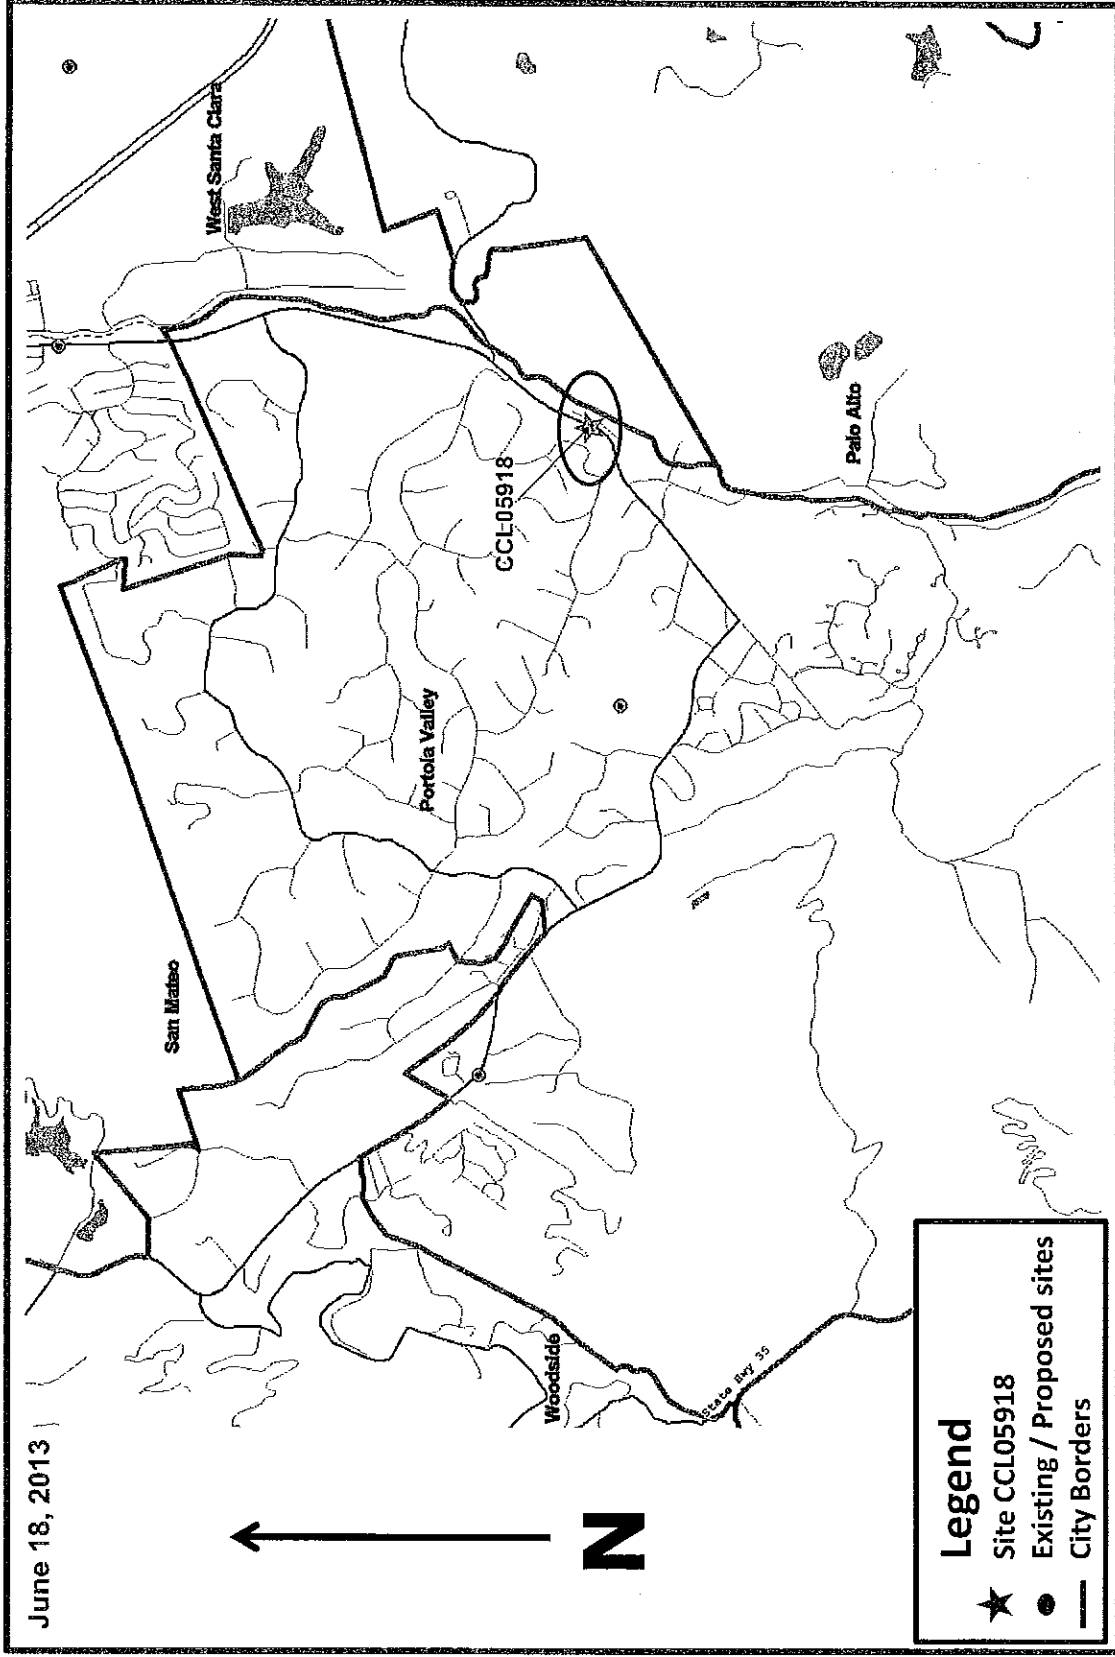 June 18, 2013
N
San Mateo
West Santa Clara
Portola Valley
CCL05918
Woodside
Palo Alto
State Hwy 35
Legend
Site CCL05918
Existing / Proposed sites
City Borders